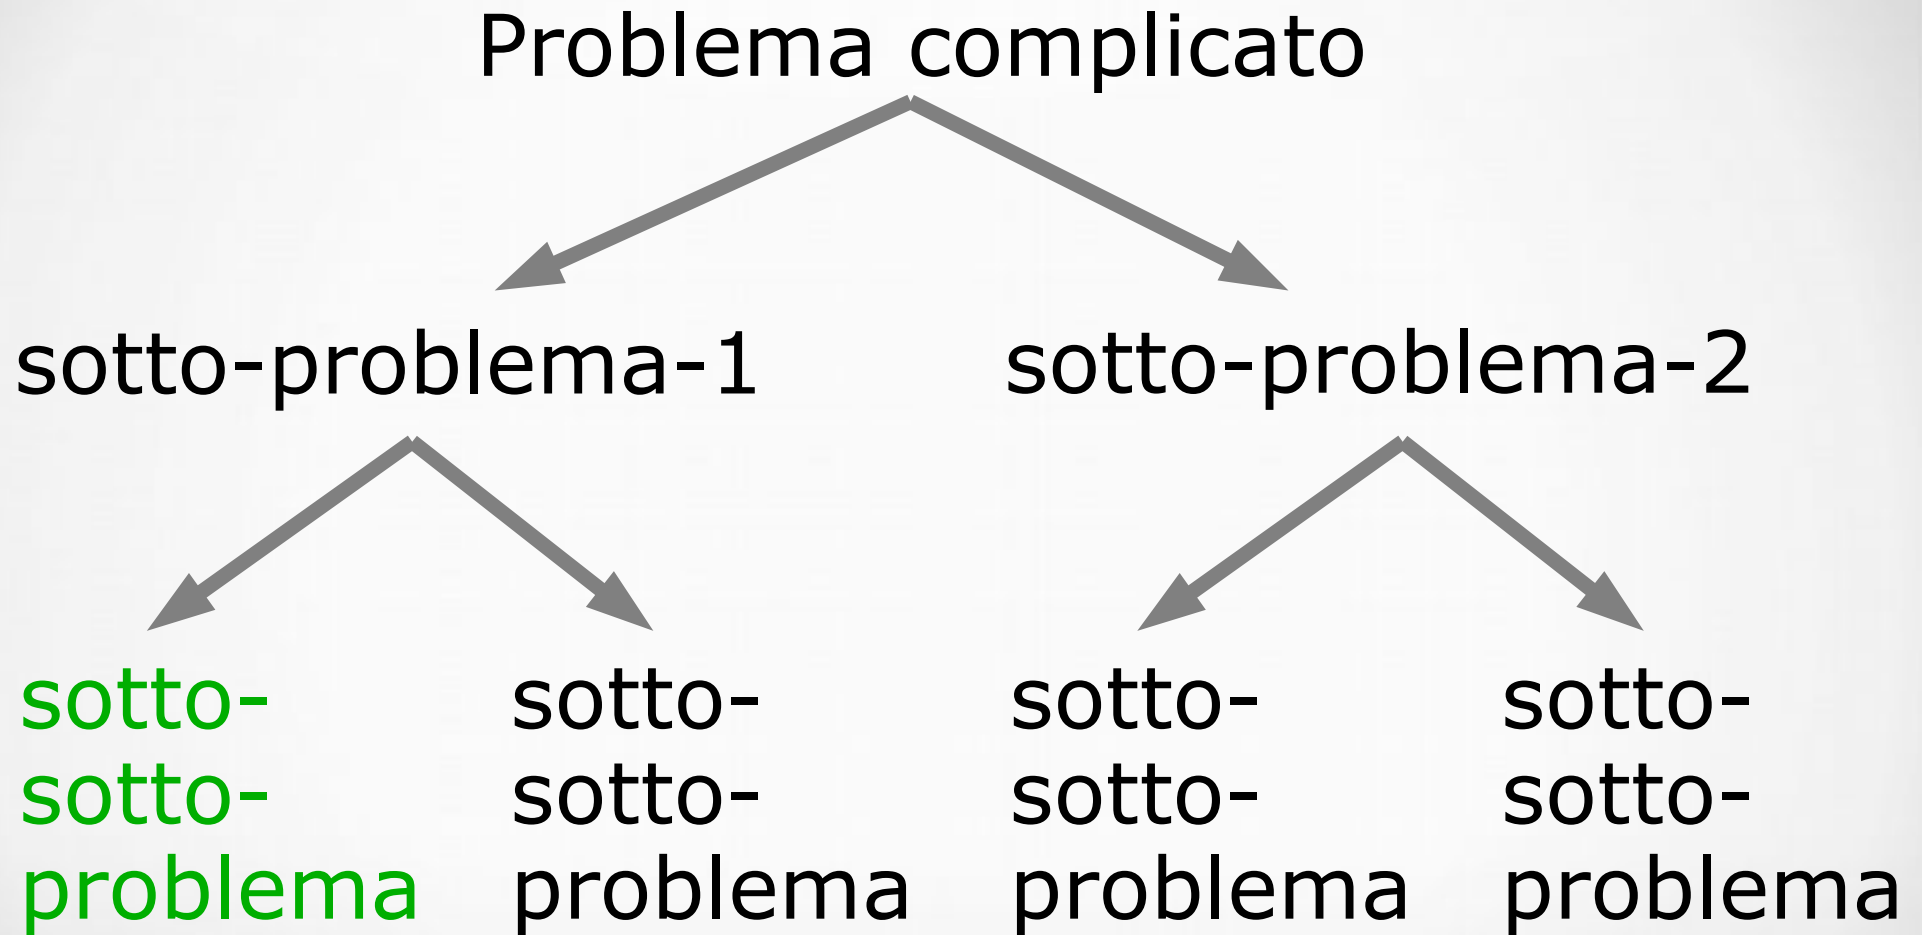 Problema complicato
sotto-problema-1
sotto-problema-2
sotto-
sotto-
problema
sotto-
sotto-
problema
sotto-
sotto-
problema
sotto-
sotto-
problema